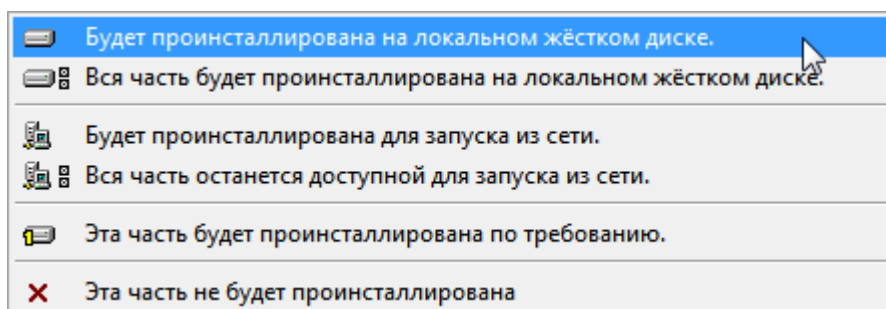 Будет проинсталлирована на локальном жёстком диске.
Вся часть будет проинсталлирована на локальном жёстком диске.
Будет проинсталлирована для запуска из сети.
Вся часть останется доступной для запуска из сети.
Эта часть будет проинсталлирована по требованию.
Эта часть не будет проинсталлирована